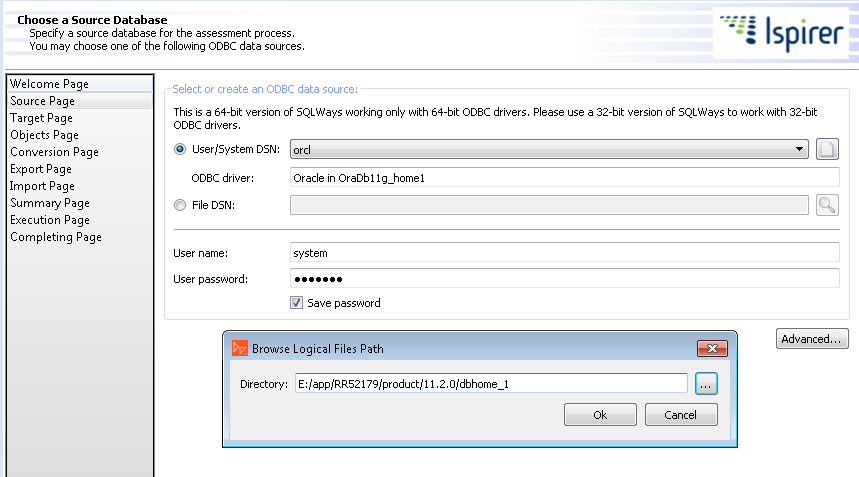 Choose a Source Database
Specify a source database for the assessment process.
You may choose one of the following ODBC data sources.
Ispirer
Welcome Page
Source Page
Target Page
Objects Page
Conversion Page
Export Page
Import Page
Summary Page
Execution Page
Completing Page
Select or create an ODBC data source:
This is a 64-bit version of SQLWays working only with 64-bit ODBC drivers. Please use a 32-bit version of SQLWays to work with 32-bit
ODBC drivers.
User/System DSN: orcl
ODBC driver: Oracle in OraDb11g_home1
File DSN:
User name: system
User password: ●●●●●●●
Save password
Advanced...
Browse Logical Files Path
Directory: E:/app/RR52179/product/11.2.0/dbhome_1 ...
Ok Cancel